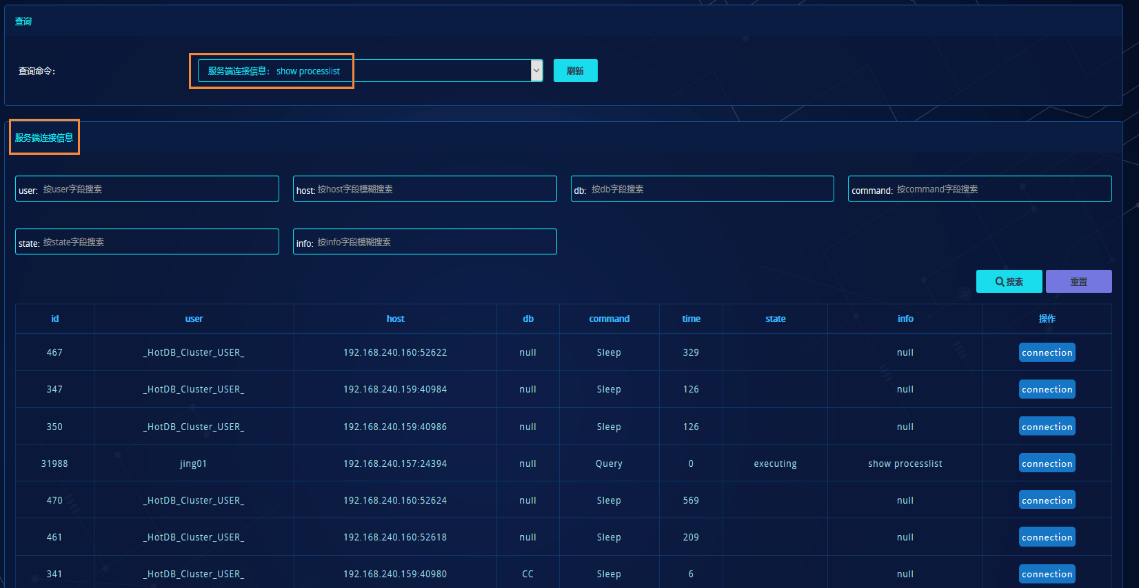 查询
查询命令: 服务端连接信息: show processlist 刷新
服务端连接信息
user: 按user字段搜索 host: 按host字段模糊搜索 db: 按db字段搜索 command: 按command字段搜索
state: 按state字段搜索 info: 按info字段模糊搜索
搜索 重置
id user host db command time state info 操作
467 _HotDB_Cluster_USER_ 192.168.240.160:52622 null Sleep 329 null connection
347 _HotDB_Cluster_USER_ 192.168.240.159:40984 null Sleep 126 null connection
350 _HotDB_Cluster_USER_ 192.168.240.159:40986 null Sleep 126 null connection
31988 jing01 192.168.240.157:24394 null Query 0 executing show processlist connection
470 _HotDB_Cluster_USER_ 192.168.240.160:52624 null Sleep 569 null connection
461 _HotDB_Cluster_USER_ 192.168.240.160:52618 null Sleep 209 null connection
341 _HotDB_Cluster_USER_ 192.168.240.159:40980 CC Sleep 6 null connection